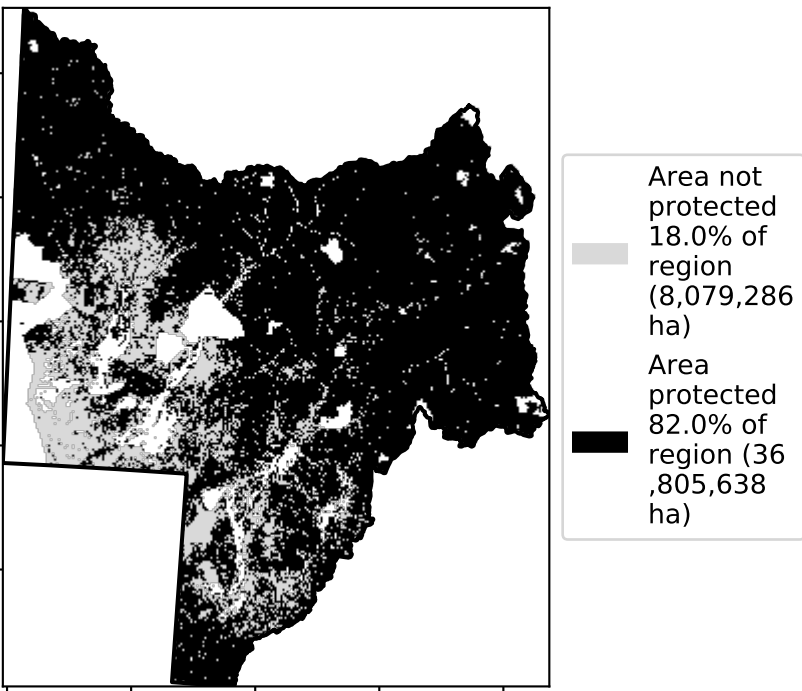 Area not
protected
18.0% of
region
(8,079,286
ha)
Area
protected
82.0% of
region (36
,805,638
ha)